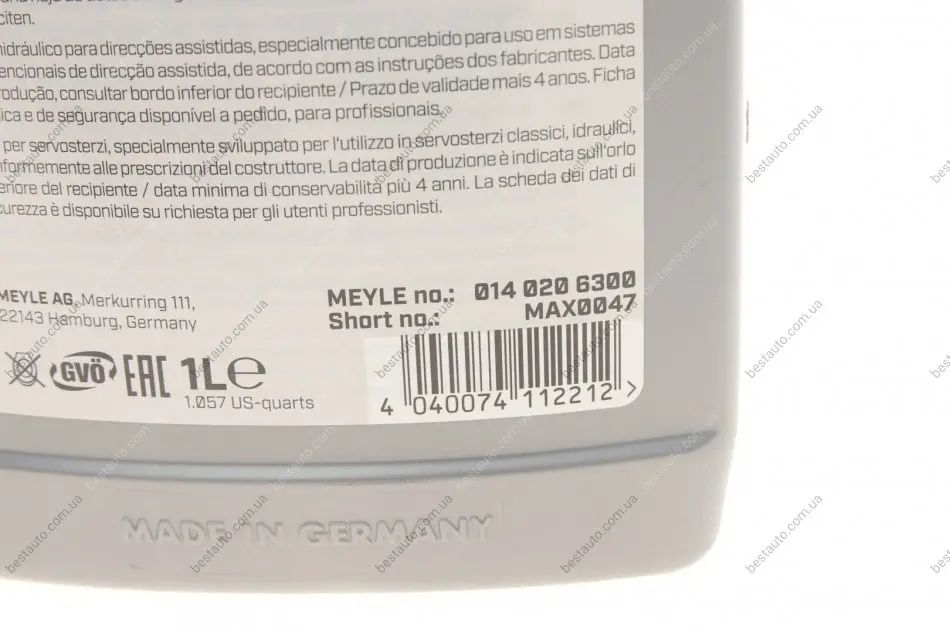 citen.
hidráulico para direcções assistidas, especialmente concebido para uso em sistemas
encionais de direcção assistida, de acordo com as instruções dos fabricantes. Data
rodução, consultar bordo inferior do recipiente / Prazo de validade mais 4 anos. Ficha
ica e de segurança disponível a pedido, para profissionais.
per servosterzi, specialmente sviluppato per l'utilizzo in servosterzi classici, idraulici,
nformemente alle prescrizioni del costruttore. La data di produzione è indicata sull'orlo
eriore del recipiente / data minima di conservabilità più 4 anni. La scheda dei dati di
curezza è disponibile su richiesta per gli utenti professionisti.
MEYLE AG, Merkurring 111,
22143 Hamburg, Germany
MEYLE no.: 014 020 6300
Short no.: MAX0047
GVÖ EAC 1L℮
1.057 US-quarts
4 040074 112212 >
MADE IN GERMANY
bestauto.com.ua